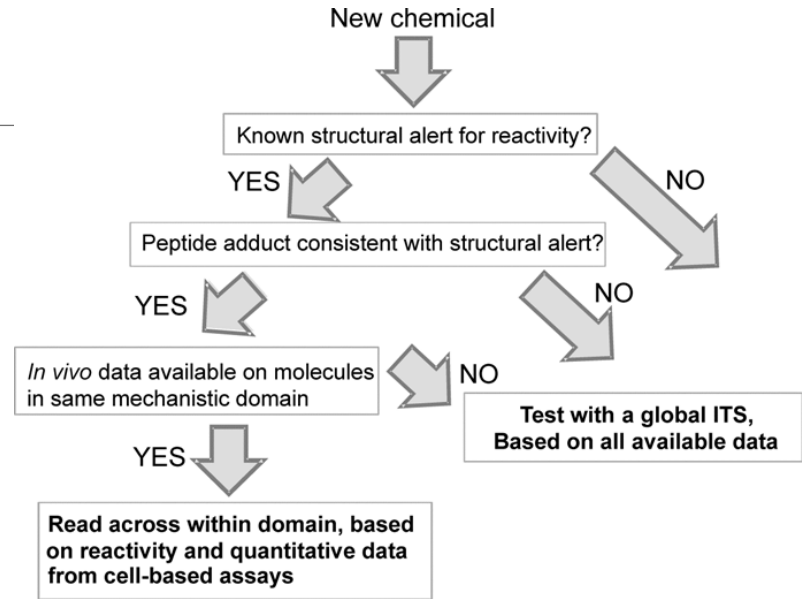 New chemical
Known structural alert for reactivity?
YES
NO
Peptide adduct consistent with structural alert?
YES
NO
In vivo data available on molecules
in same mechanistic domain
NO
Test with a global ITS,
Based on all available data
YES
Read across within domain, based
on reactivity and quantitative data
from cell-based assays